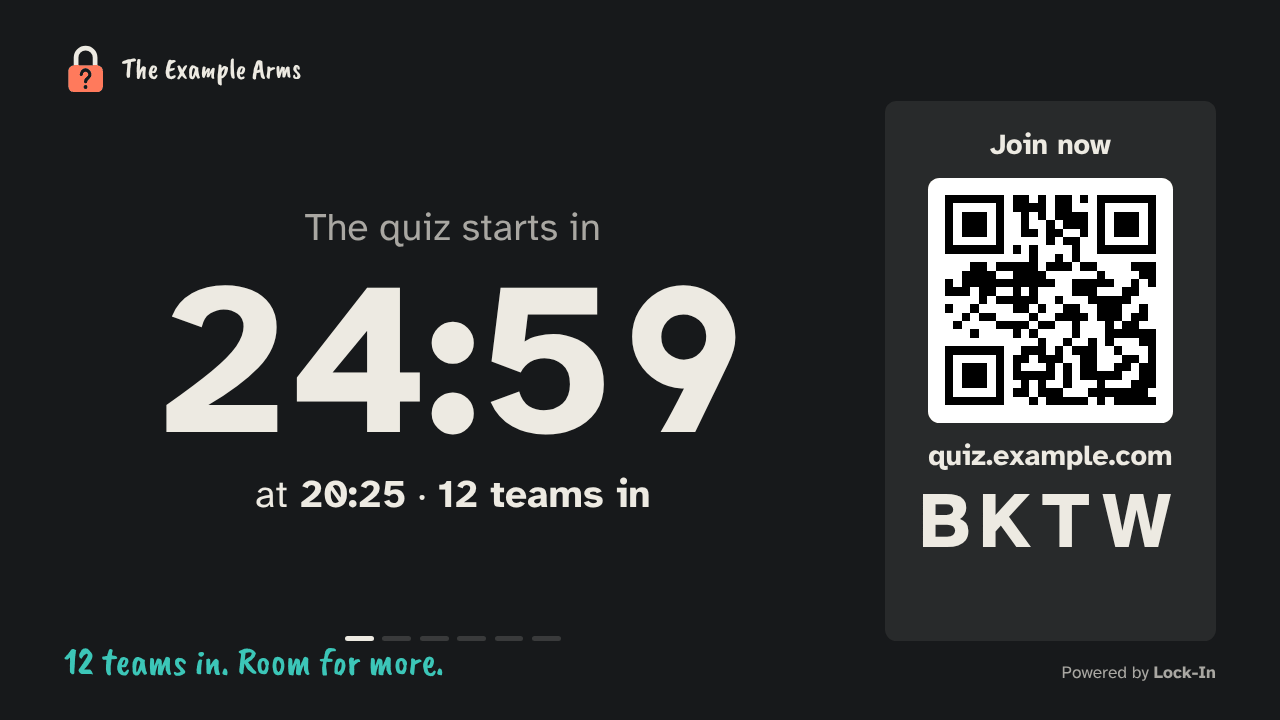 ?
The Example Arms
The quiz starts in
24:59
at 20:25 · 12 teams in
12 teams in. Room for more.
Join now
quiz.example.com
BKTW
Powered by Lock-In